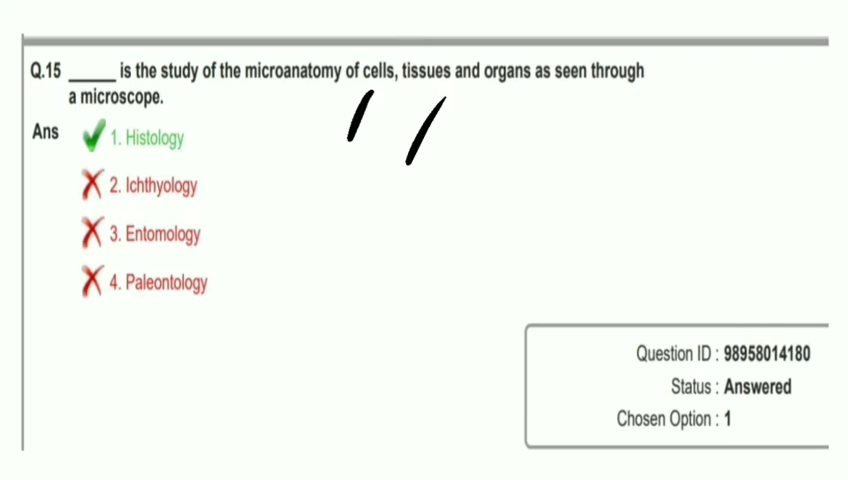 Q.15 ______ is the study of the microanatomy of cells, tissues and organs as seen through
a microscope.
Ans 1. Histology
2. Ichthyology
3. Entomology
4. Paleontology
Question ID : 98958014180
Status : Answered
Chosen Option : 1